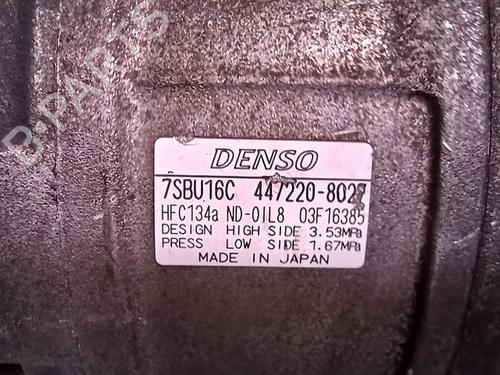 B-PARTS
DENSO
7SBU16C 447220-8027
HFC134a ND-OIL8 03F16385
DESIGN HIGH SIDE 3.53MPa
PRESS LOW SIDE 1.67MPa
MADE IN JAPAN